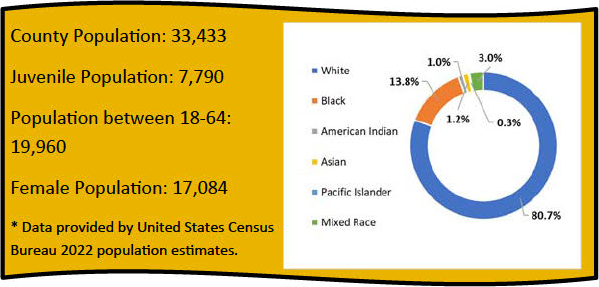 County Population: 33,433
Juvenile Population: 7,790
Population between 18-64:
19,960
Female Population: 17,084
* Data provided by United States Census
Bureau 2022 population estimates.
White
Black
American Indian
Asian
Pacific Islander
Mixed Race
1.0%
3.0%
13.8%
1.2%
0.3%
80.7%